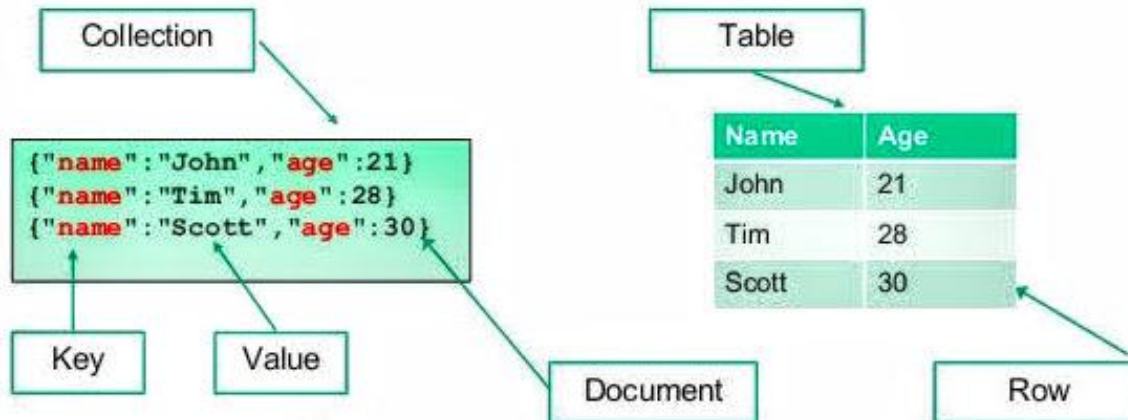 Collection
Table
{"name":"John","age":21}
{"name":"Tim","age":28}
{"name":"Scott","age":30}
Name Age
John 21
Tim 28
Scott 30
Key
Value
Document
Row